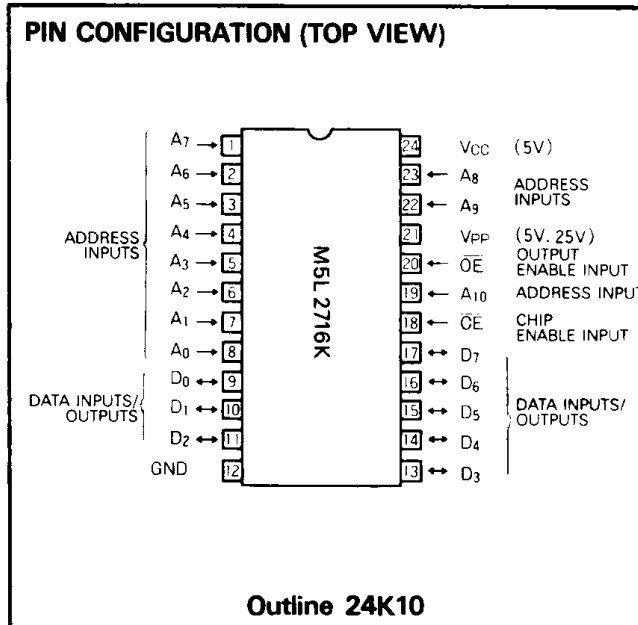 PIN CONFIGURATION (TOP VIEW)
A7 → 1
A6 → 2
A5 → 3
A4 → 4
A3 → 5
A2 → 6
A1 → 7
A0 → 8
D0 ↔ 9
D1 ↔ 10
D2 ↔ 11
GND 12
ADDRESS
INPUTS
DATA INPUTS/
OUTPUTS
M5L 2716K
24 VCC (5V)
23 ← A8
22 ← A9
ADDRESS
INPUTS
21 VPP (5V, 25V)
20 ← O̅E̅ OUTPUT
ENABLE INPUT
19 ← A10 ADDRESS INPUT
18 ← C̅E̅ CHIP
ENABLE INPUT
17 ↔ D7
16 ↔ D6
15 ↔ D5
14 ↔ D4
13 ↔ D3
DATA INPUTS/
OUTPUTS
Outline 24K10